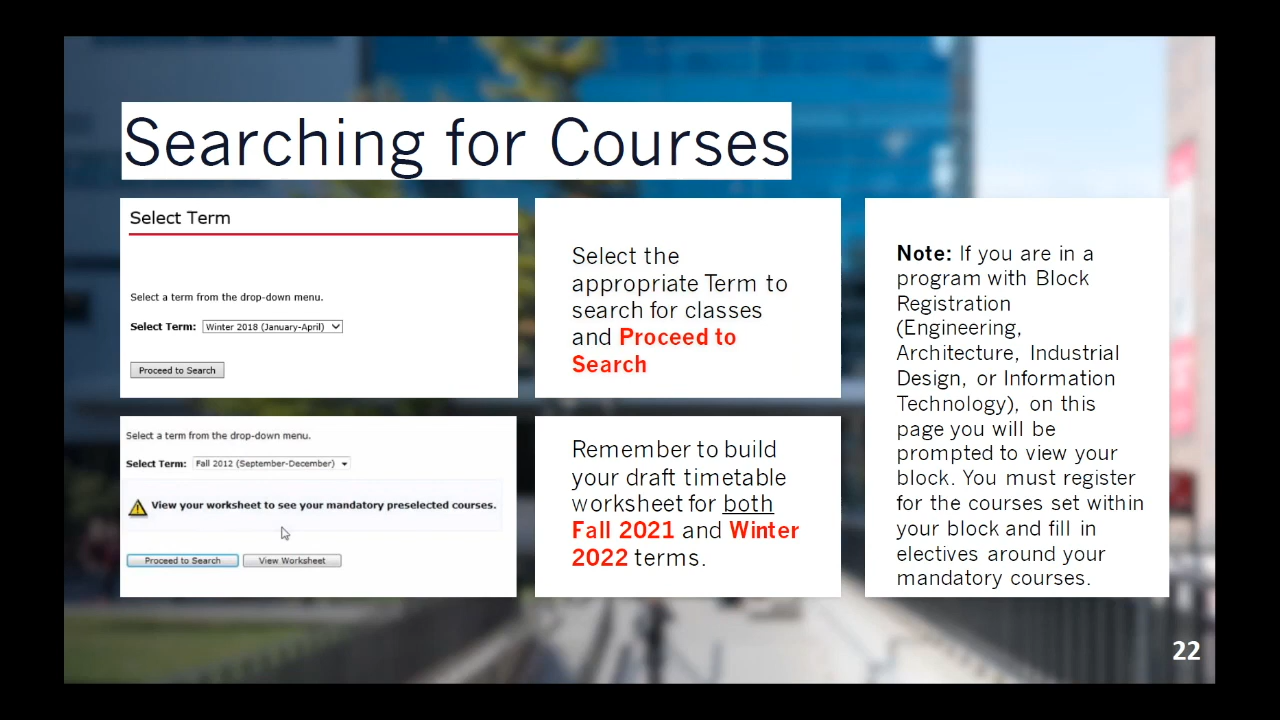 Searching for Courses
Select Term
Select a term from the drop-down menu.
Select Term: Winter 2018 (January-April)
Proceed to Search
Select a term from the drop-down menu.
Select Term: Fall 2012 (September-December)
View your worksheet to see your mandatory preselected courses.
Proceed to Search View Worksheet
Select the
appropriate Term to
search for classes
and Proceed to
Search
Remember to build
your draft timetable
worksheet for both
Fall 2021 and Winter
2022 terms.
Note: If you are in a
program with Block
Registration
(Engineering,
Architecture, Industrial
Design, or Information
Technology), on this
page you will be
prompted to view your
block. You must register
for the courses set within
your block and fill in
electives around your
mandatory courses.
22